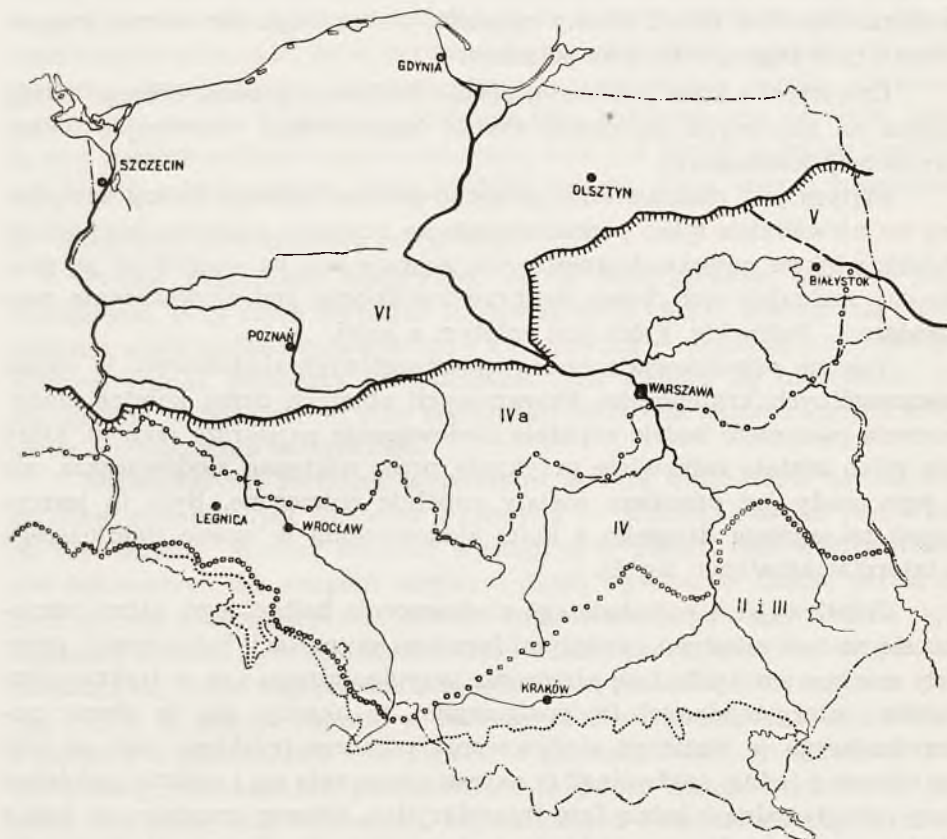 GDYNIA
SZCZECIN
OLSZTYN
V
BIAŁYSTOK
VI
POZNAŃ
WARSZAWA
IVa
LEGNICA
WROCŁAW
IV
II i III
KRAKÓW